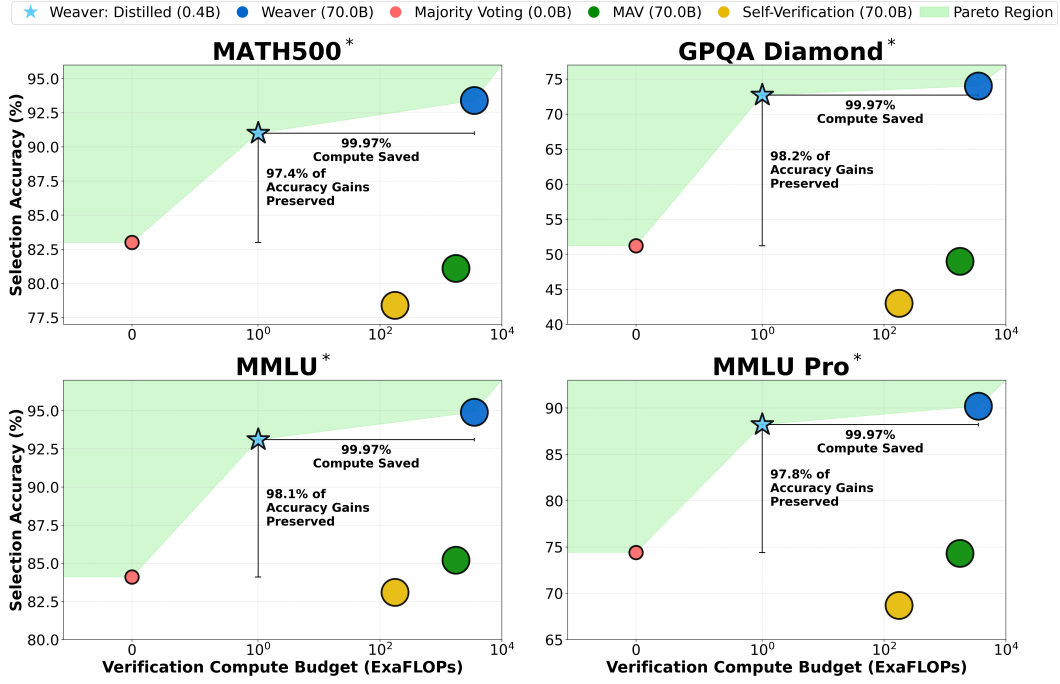 Weaver: Distilled (0.4B) Weaver (70.0B) Majority Voting (0.0B) MAV (70.0B) Self-Verification (70.0B) Pareto Region
MATH500*
Selection Accuracy (%)
95.0
92.5
90.0
87.5
85.0
82.5
80.0
77.5
99.97%
Compute Saved
97.4% of
Accuracy Gains
Preserved
0 10^0 10^2 10^4
GPQA Diamond*
75
70
65
60
55
50
45
40
99.97%
Compute Saved
98.2% of
Accuracy Gains
Preserved
0 10^0 10^2 10^4
MMLU*
Selection Accuracy (%)
95.0
92.5
90.0
87.5
85.0
82.5
80.0
99.97%
Compute Saved
98.1% of
Accuracy Gains
Preserved
0 10^0 10^2 10^4
Verification Compute Budget (ExaFLOPs)
MMLU Pro*
90
85
80
75
70
65
99.97%
Compute Saved
97.8% of
Accuracy Gains
Preserved
0 10^0 10^2 10^4
Verification Compute Budget (ExaFLOPs)